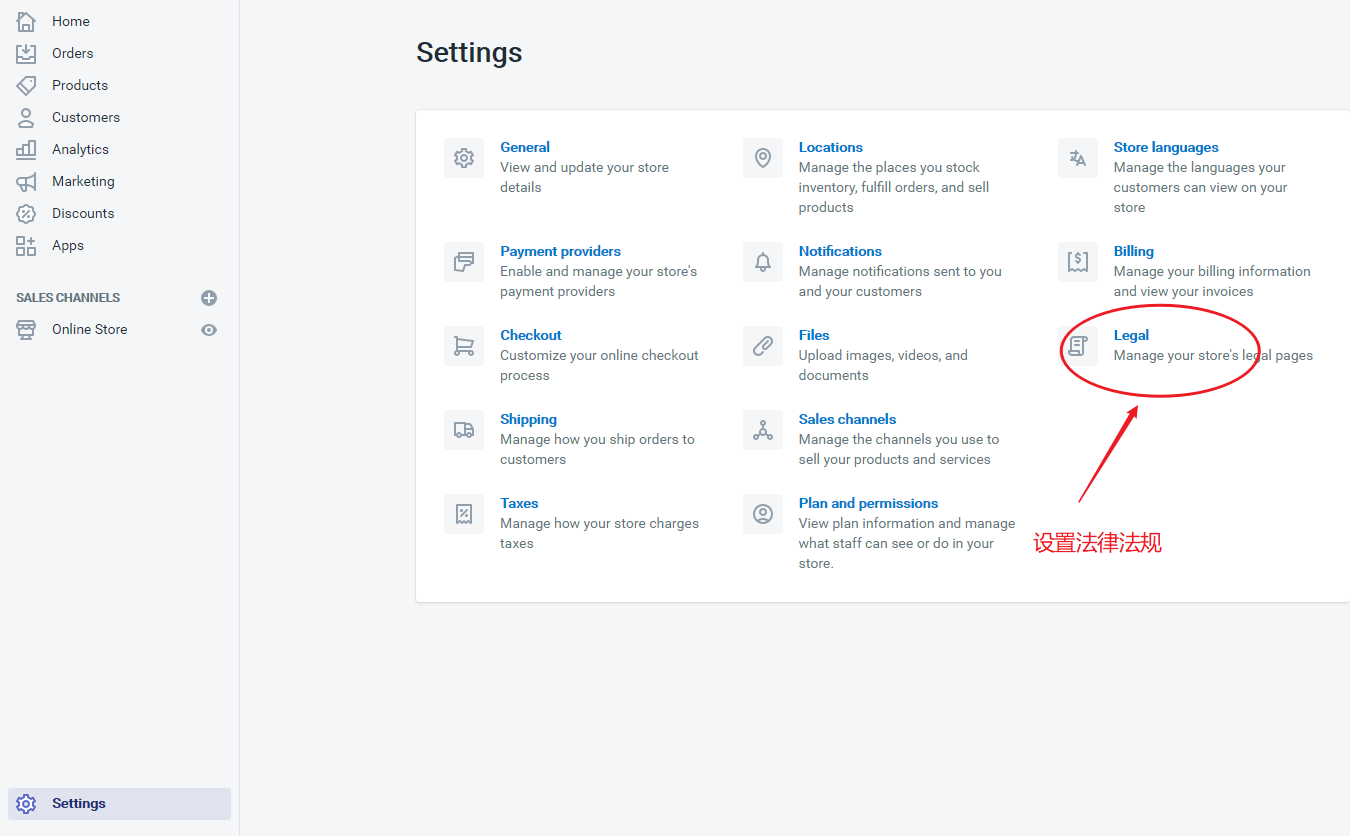 Home
Orders
Products
Customers
Analytics
Marketing
Discounts
Apps
SALES CHANNELS
Online Store
Settings
Settings
General
View and update your store
details
Locations
Manage the places you stock
inventory, fulfill orders, and sell
products
Store languages
Manage the languages your
customers can view on your
store
Payment providers
Enable and manage your store's
payment providers
Notifications
Manage notifications sent to you
and your customers
Billing
Manage your billing information
and view your invoices
Checkout
Customize your online checkout
process
Files
Upload images, videos, and
documents
Legal
Manage your store's legal pages
Shipping
Manage how you ship orders to
customers
Sales channels
Manage the channels you use to
sell your products and services
Taxes
Manage how your store charges
taxes
Plan and permissions
View plan information and manage
what staff can see or do in your
store.
设置法律法规